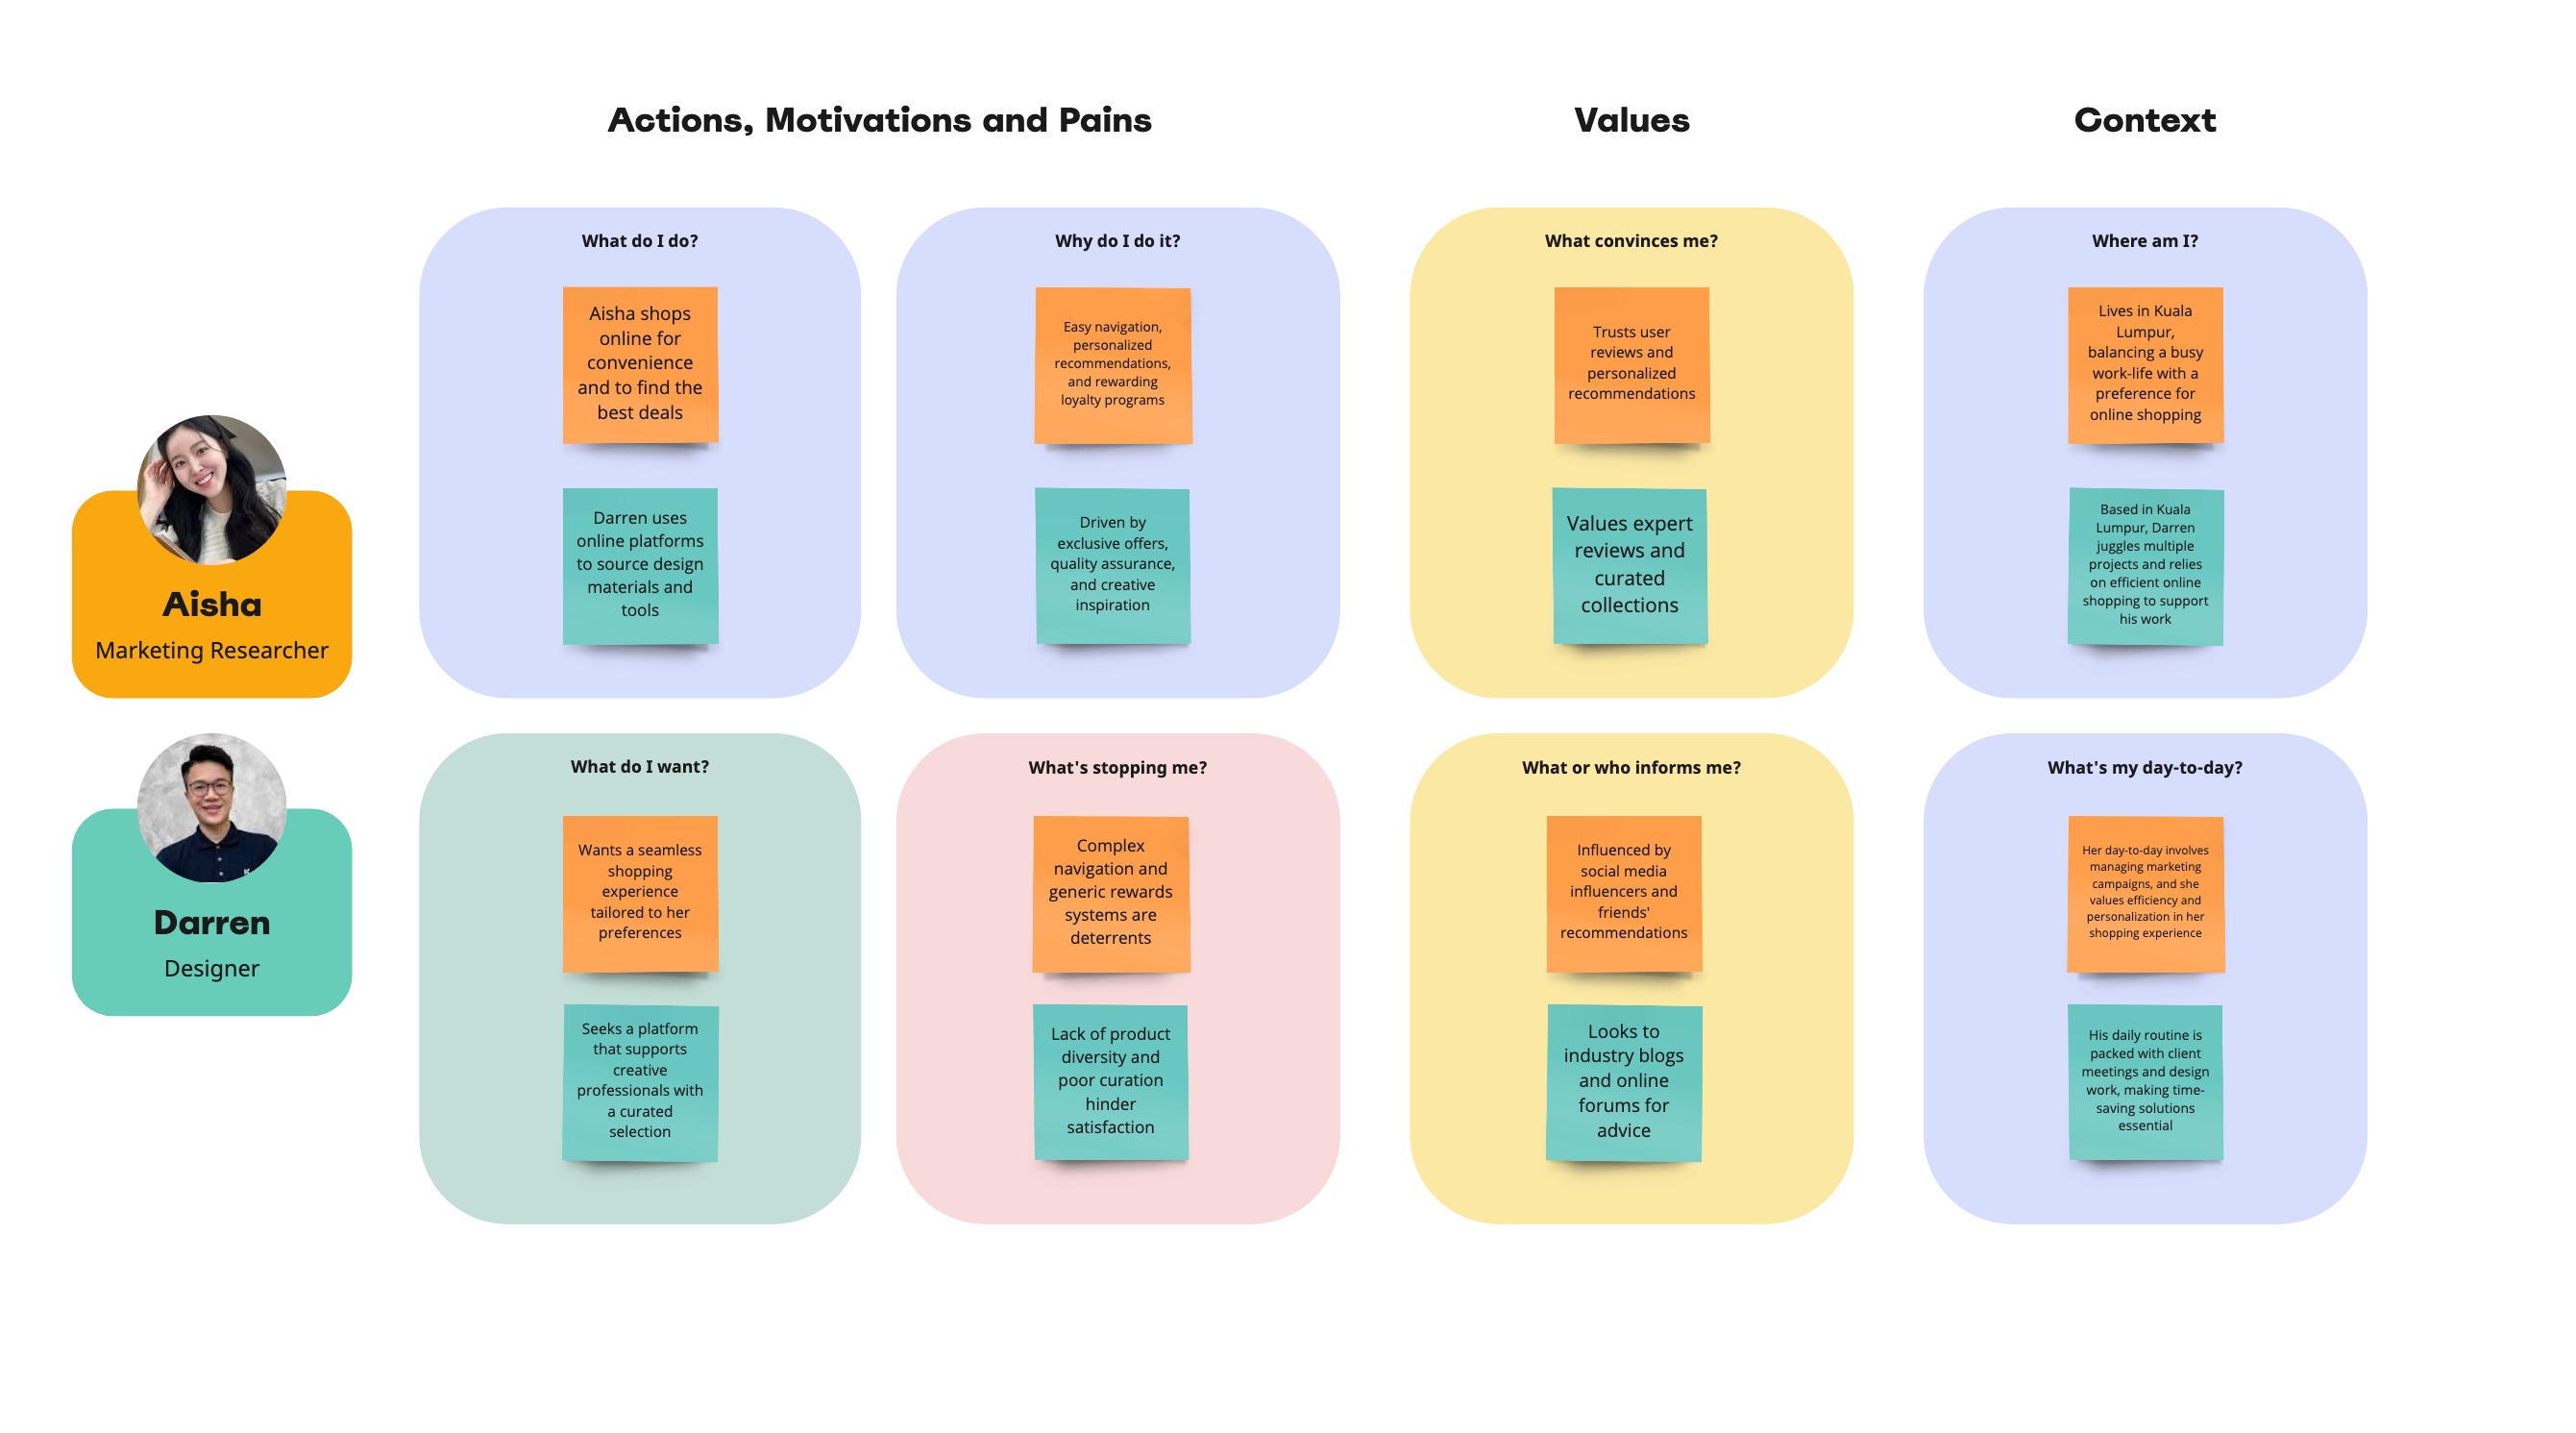 Actions, Motivations and Pains
Values
Context
Aisha
Marketing Researcher
Darren
Designer
What do I do?
Aisha shops
online for
convenience
and to find the
best deals
Darren uses
online platforms
to source design
materials and
tools
Why do I do it?
Easy navigation,
personalized
recommendations,
and rewarding
loyalty programs
Driven by
exclusive offers,
quality assurance,
and creative
inspiration
What convinces me?
Trusts user
reviews and
personalized
recommendations
Values expert
reviews and
curated
collections
Where am I?
Lives in Kuala
Lumpur,
balancing a busy
work-life with a
preference for
online shopping
Based in Kuala
Lumpur, Darren
juggles multiple
projects and relies
on efficient online
shopping to support
his work
What do I want?
Wants a seamless
shopping
experience
tailored to her
preferences
Seeks a platform
that supports
creative
professionals with
a curated
selection
What's stopping me?
Complex
navigation and
generic rewards
systems are
deterrents
Lack of product
diversity and
poor curation
hinder
satisfaction
What or who informs me?
Influenced by
social media
influencers and
friends'
recommendations
Looks to
industry blogs
and online
forums for
advice
What's my day-to-day?
Her day-to-day involves
managing marketing
campaigns, and she
values efficiency and
personalization in her
shopping experience
His daily routine is
packed with client
meetings and design
work, making time-
saving solutions
essential